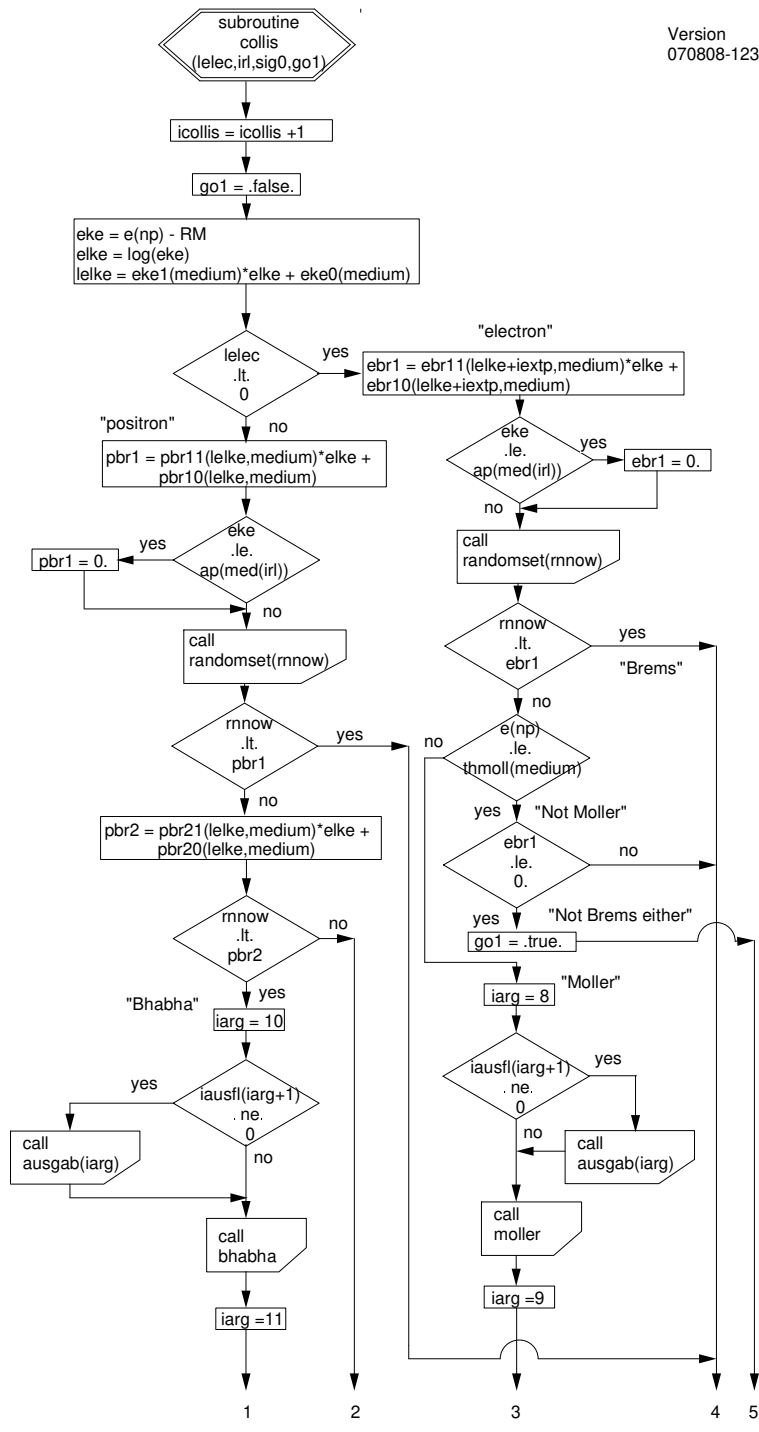 subroutine
collis
(lelec,irl,sig0,go1)
Version
070808-123
icollis = icollis +1
go1 = .false.
eke = e(np) - RM
elke = log(eke)
lelke = eke1(medium)*elke + eke0(medium)
lelec
.lt.
0
yes
no
"electron"
ebr1 = ebr11(lelke+iextp,medium)*elke +
ebr10(lelke+iextp,medium)
"positron"
pbr1 = pbr11(lelke,medium)*elke +
pbr10(lelke,medium)
eke
.le.
ap(med(irl))
yes
ebr1 = 0.
no
eke
.le.
ap(med(irl))
yes
pbr1 = 0.
no
call
randomset(rnnow)
call
randomset(rnnow)
rnnow
.lt.
ebr1
yes
"Brems"
no
rnnow
.lt.
pbr1
yes
no
e(np)
.le.
thmoll(medium)
no
yes
"Not Moller"
pbr2 = pbr21(lelke,medium)*elke +
pbr20(lelke,medium)
ebr1
.le.
0.
no
yes
"Not Brems either"
go1 = .true.
rnnow
.lt.
pbr2
no
yes
"Bhabha"
iarg = 10
"Moller"
iarg = 8
iausfl(iarg+1)
. ne.
0
yes
no
call
ausgab(iarg)
iausfl(iarg+1)
. ne.
0
yes
no
call
ausgab(iarg)
call
bhabha
call
moller
iarg =11
iarg =9
1
2
3
4
5